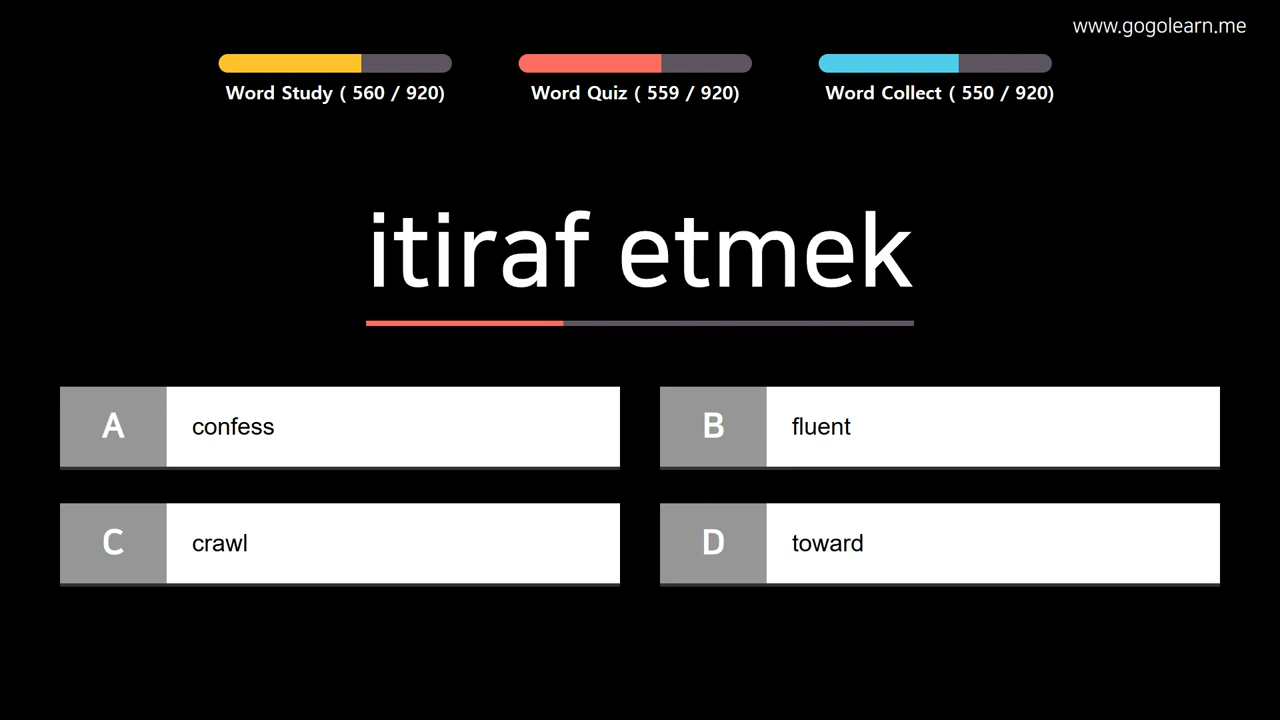 www.gogolearn.me
Word Study ( 560 / 920)
Word Quiz ( 559 / 920)
Word Collect ( 550 / 920)
itiraf etmek
A confess
B fluent
C crawl
D toward